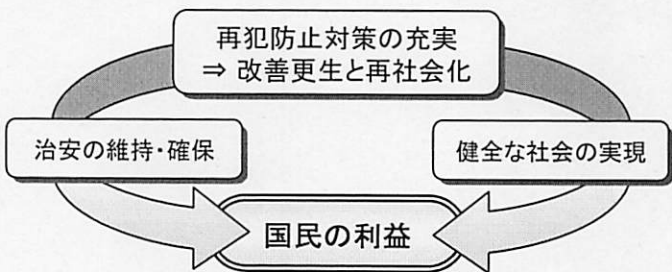 再犯防止対策の充実
⇒ 改善更生と再社会化
治安の維持・確保
健全な社会の実現
国民の利益